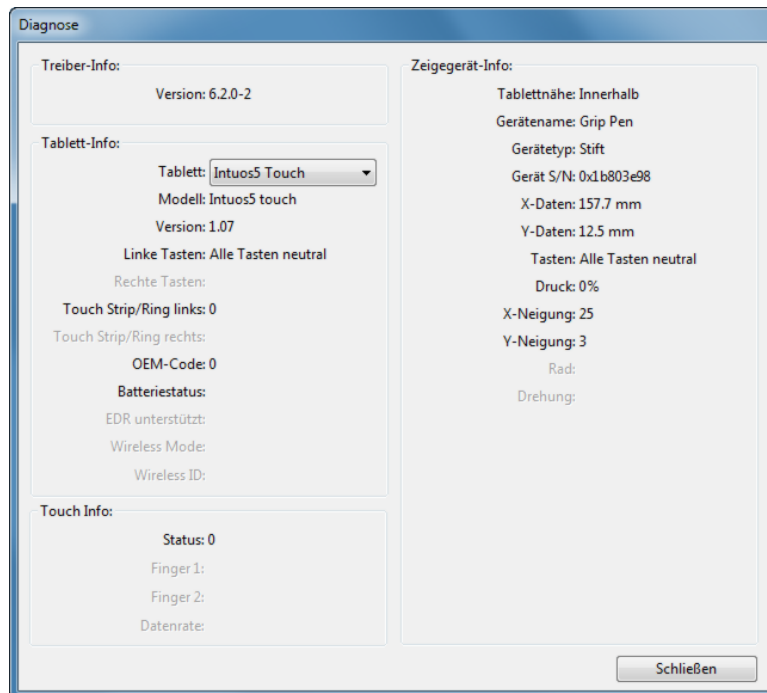 Diagnose
Treiber-Info:
Version: 6.2.0-2
Tablett-Info:
Tablett: Intuos5 Touch
Modell: Intuos5 touch
Version: 1.07
Linke Tasten: Alle Tasten neutral
Rechte Tasten:
Touch Strip/Ring links: 0
Touch Strip/Ring rechts:
OEM-Code: 0
Batteriestatus:
EDR unterstützt:
Wireless Mode:
Wireless ID:
Touch Info:
Status: 0
Finger 1:
Finger 2:
Datenrate:
Zeigegerät-Info:
Tablettnähe: Innerhalb
Gerätename: Grip Pen
Gerätetyp: Stift
Gerät S/N: 0x1b803e98
X-Daten: 157.7 mm
Y-Daten: 12.5 mm
Tasten: Alle Tasten neutral
Druck: 0%
X-Neigung: 25
Y-Neigung: 3
Rad:
Drehung:
Schließen